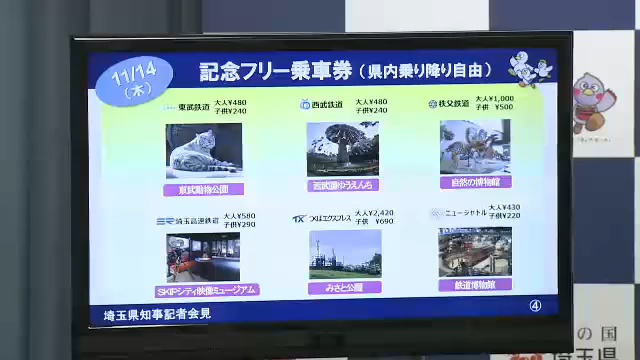 11/14
(木)
記念フリー乗車券(県内乗り降り自由)
東武鉄道 大人¥480 子供¥240
西武鉄道 大人¥480 子供¥240
秩父鉄道 大人¥1,000 子供 ¥500
東武動物公園
西武園ゆうえんち
自然の博物館
SR 埼玉高速鉄道 大人¥580 子供¥290
TX つくばエクスプレス 大人¥2,420 子供 ¥690
ニューシャトル 大人¥430 子供¥220
SKIPシティ映像ミュージアム
みさと公園
鉄道博物館
埼玉県知事記者会見
④
の国
埼玉県